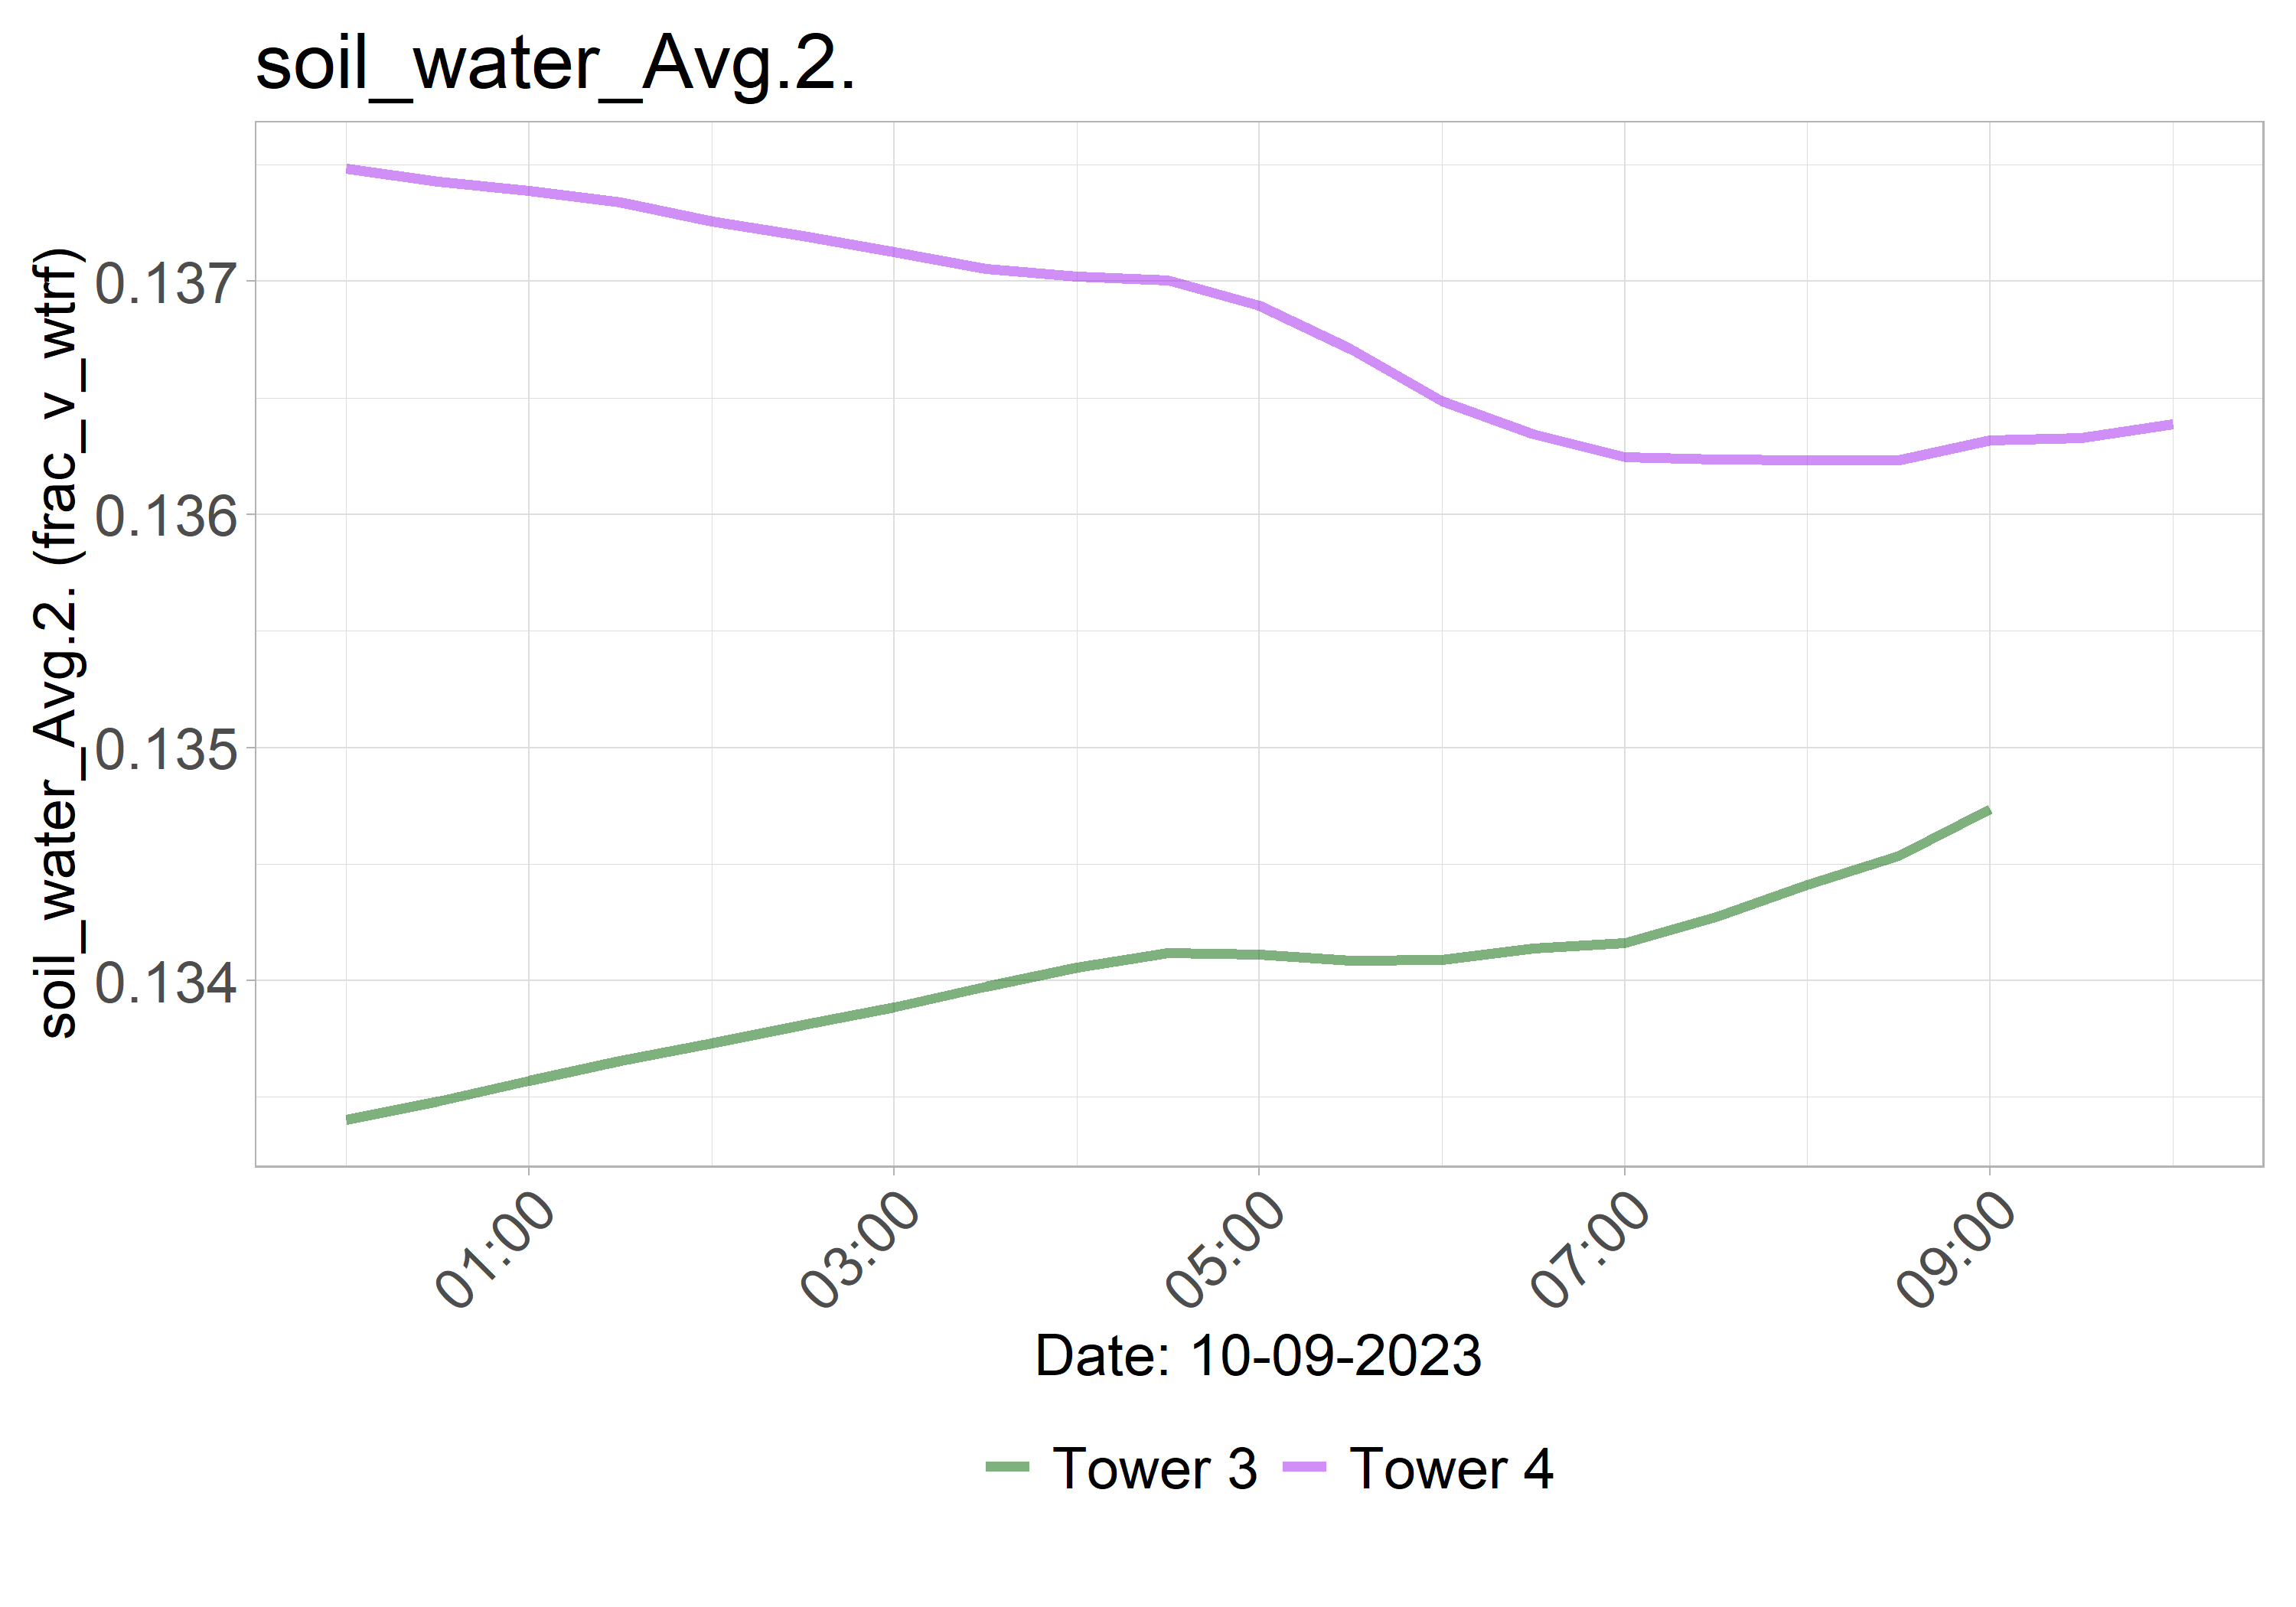 soil_water_Avg.2.
soil_water_Avg.2. (frac_v_wtrf)
0.137
0.136
0.135
0.134
01:00
03:00
05:00
07:00
09:00
Date: 10-09-2023
Tower 3
Tower 4